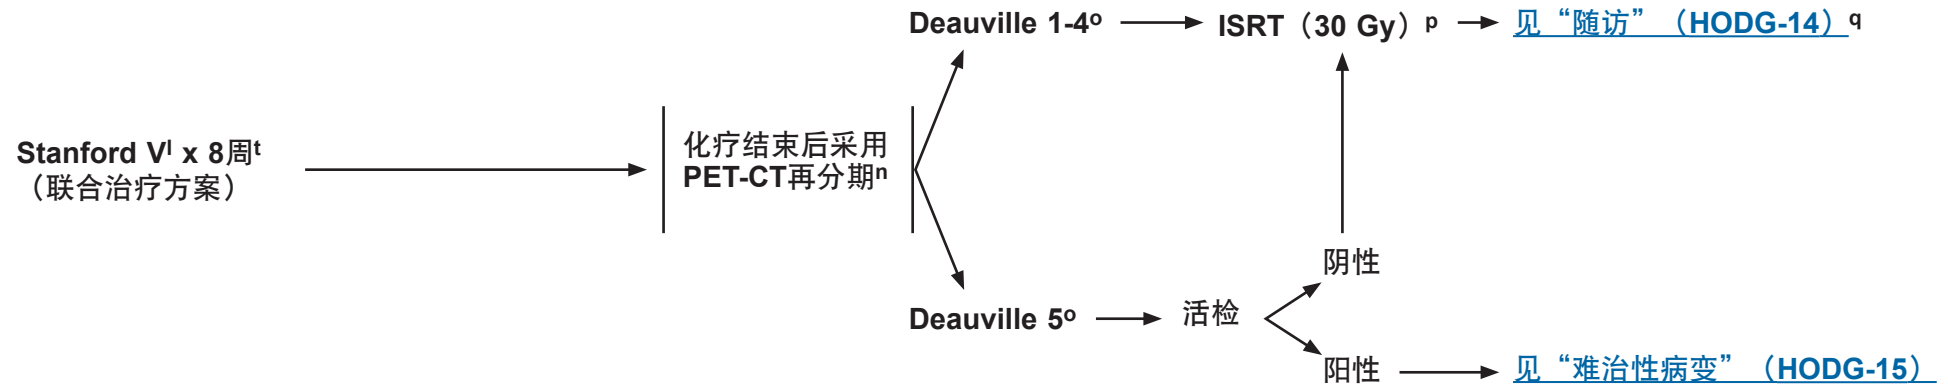 Deauville 1-4ᵒ
ISRT（30 Gy）ᵖ
见“随访”（HODG-14）q
Stanford Vˡ x 8周ᵗ
（联合治疗方案）
化疗结束后采用
PET-CT再分期ⁿ
阴性
Deauville 5ᵒ
活检
阳性
见“难治性病变”（HODG-15）